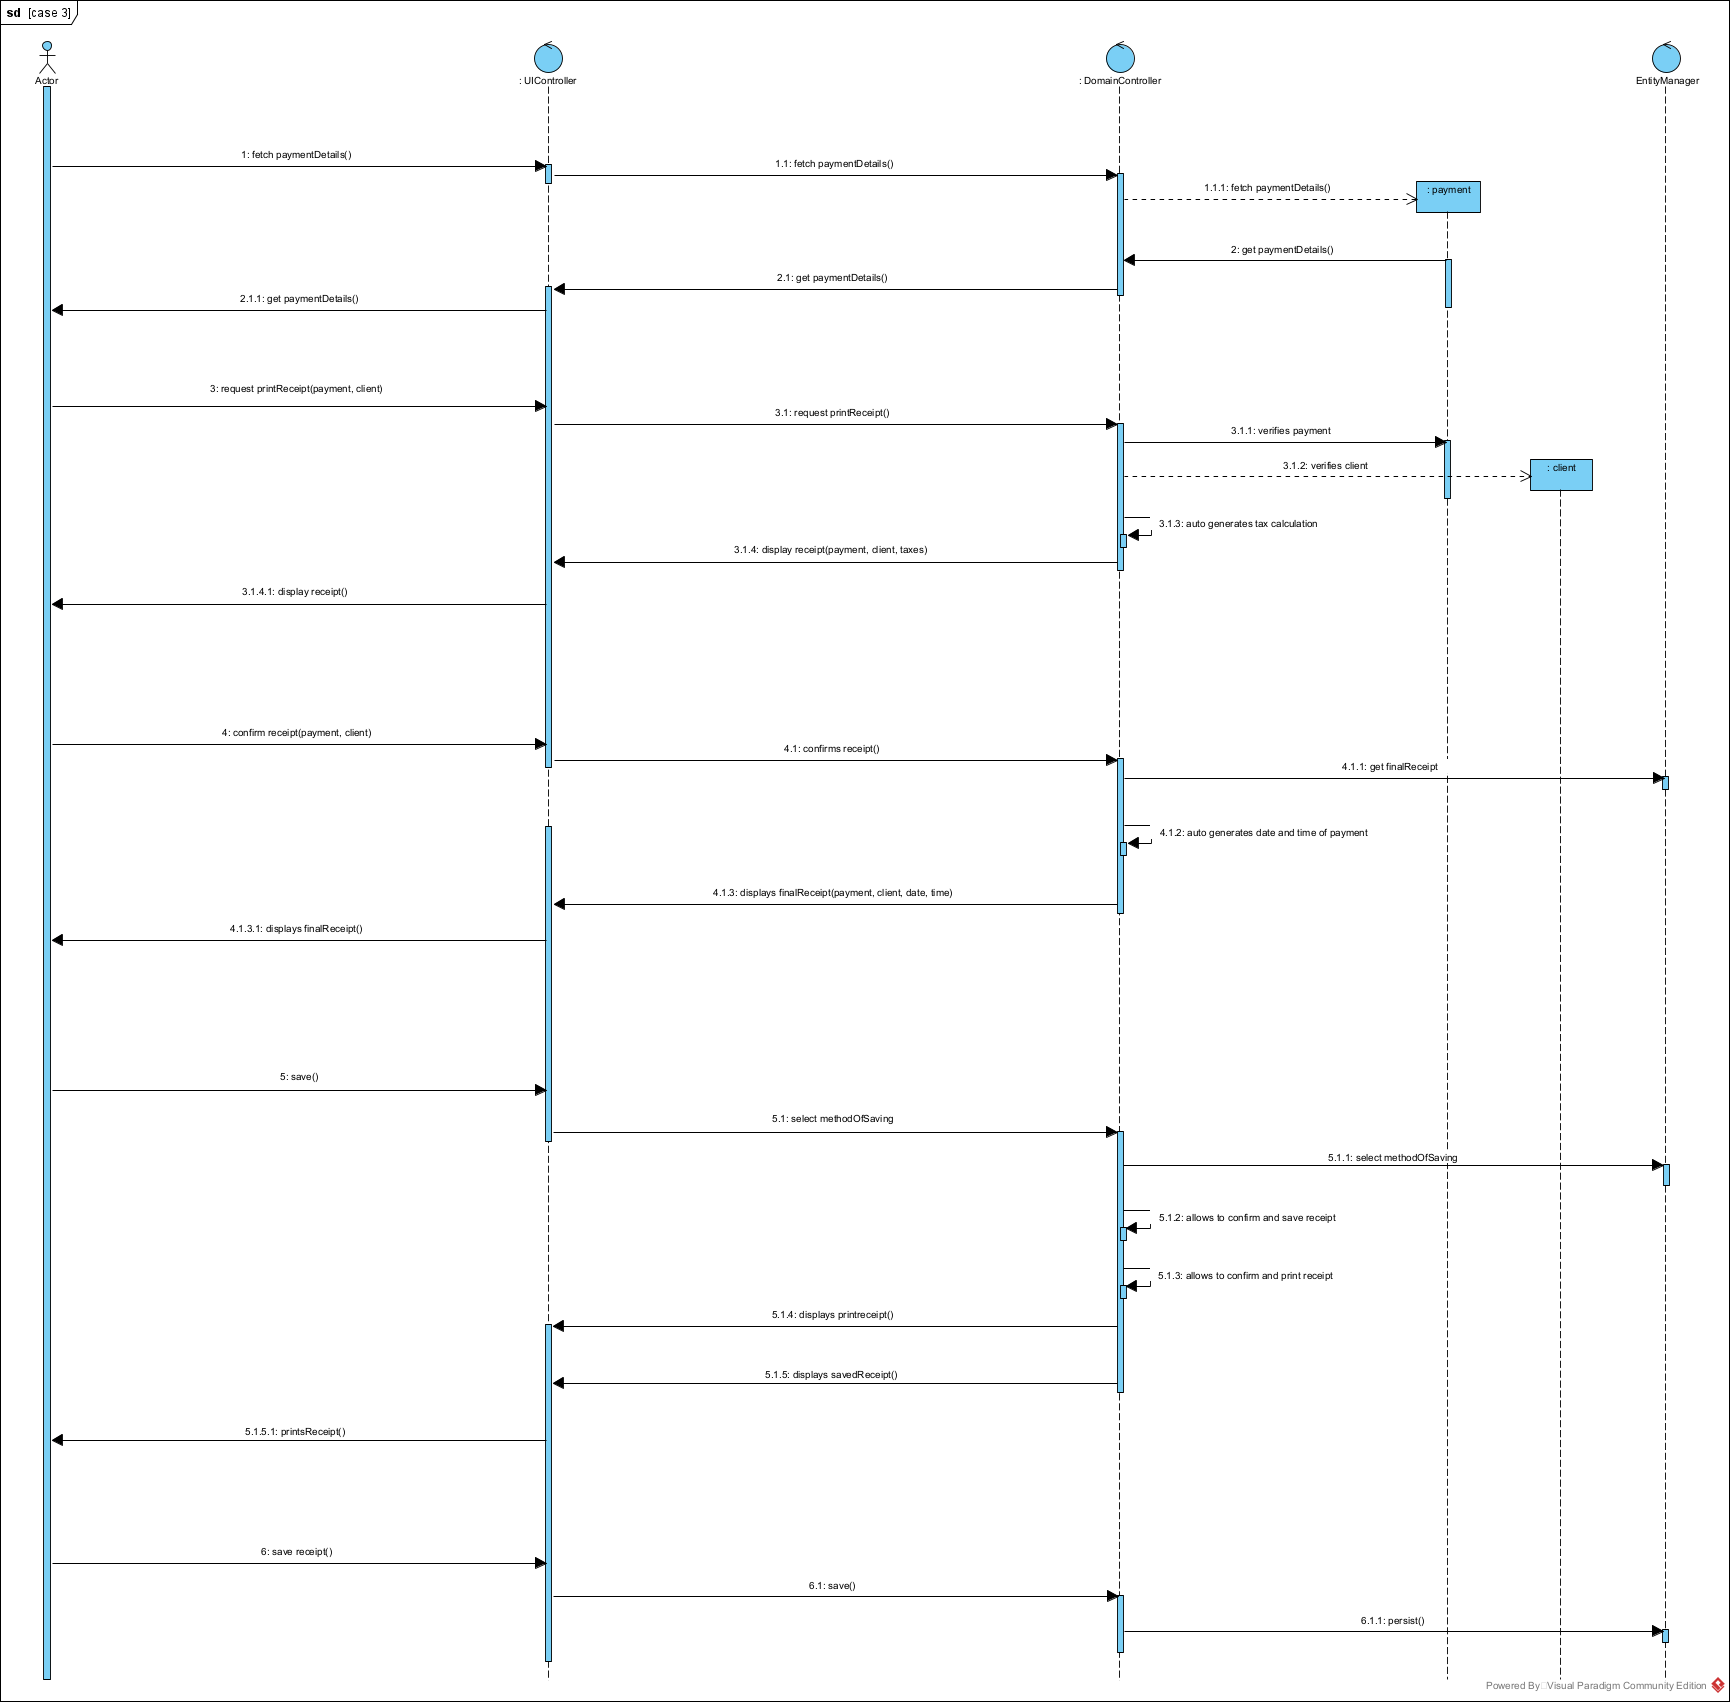 sd [case 3]
Actor
: UIController
: DomainController
EntityManager
1: fetch paymentDetails()
1.1: fetch paymentDetails()
1.1.1: fetch paymentDetails()
: payment
2: get paymentDetails()
2.1: get paymentDetails()
2.1.1: get paymentDetails()
3: request printReceipt(payment, client)
3.1: request printReceipt()
3.1.1: verifies payment
3.1.2: verifies client
: client
3.1.3: auto generates tax calculation
3.1.4: display receipt(payment, client, taxes)
3.1.4.1: display receipt()
4: confirm receipt(payment, client)
4.1: confirms receipt()
4.1.1: get finalReceipt
4.1.2: auto generates date and time of payment
4.1.3: displays finalReceipt(payment, client, date, time)
4.1.3.1: displays finalReceipt()
5: save()
5.1: select methodOfSaving
5.1.1: select methodOfSaving
5.1.2: allows to confirm and save receipt
5.1.3: allows to confirm and print receipt
5.1.4: displays printreceipt()
5.1.5: displays savedReceipt()
5.1.5.1: printsReceipt()
6: save receipt()
6.1: save()
6.1.1: persist()
Powered By Visual Paradigm Community Edition